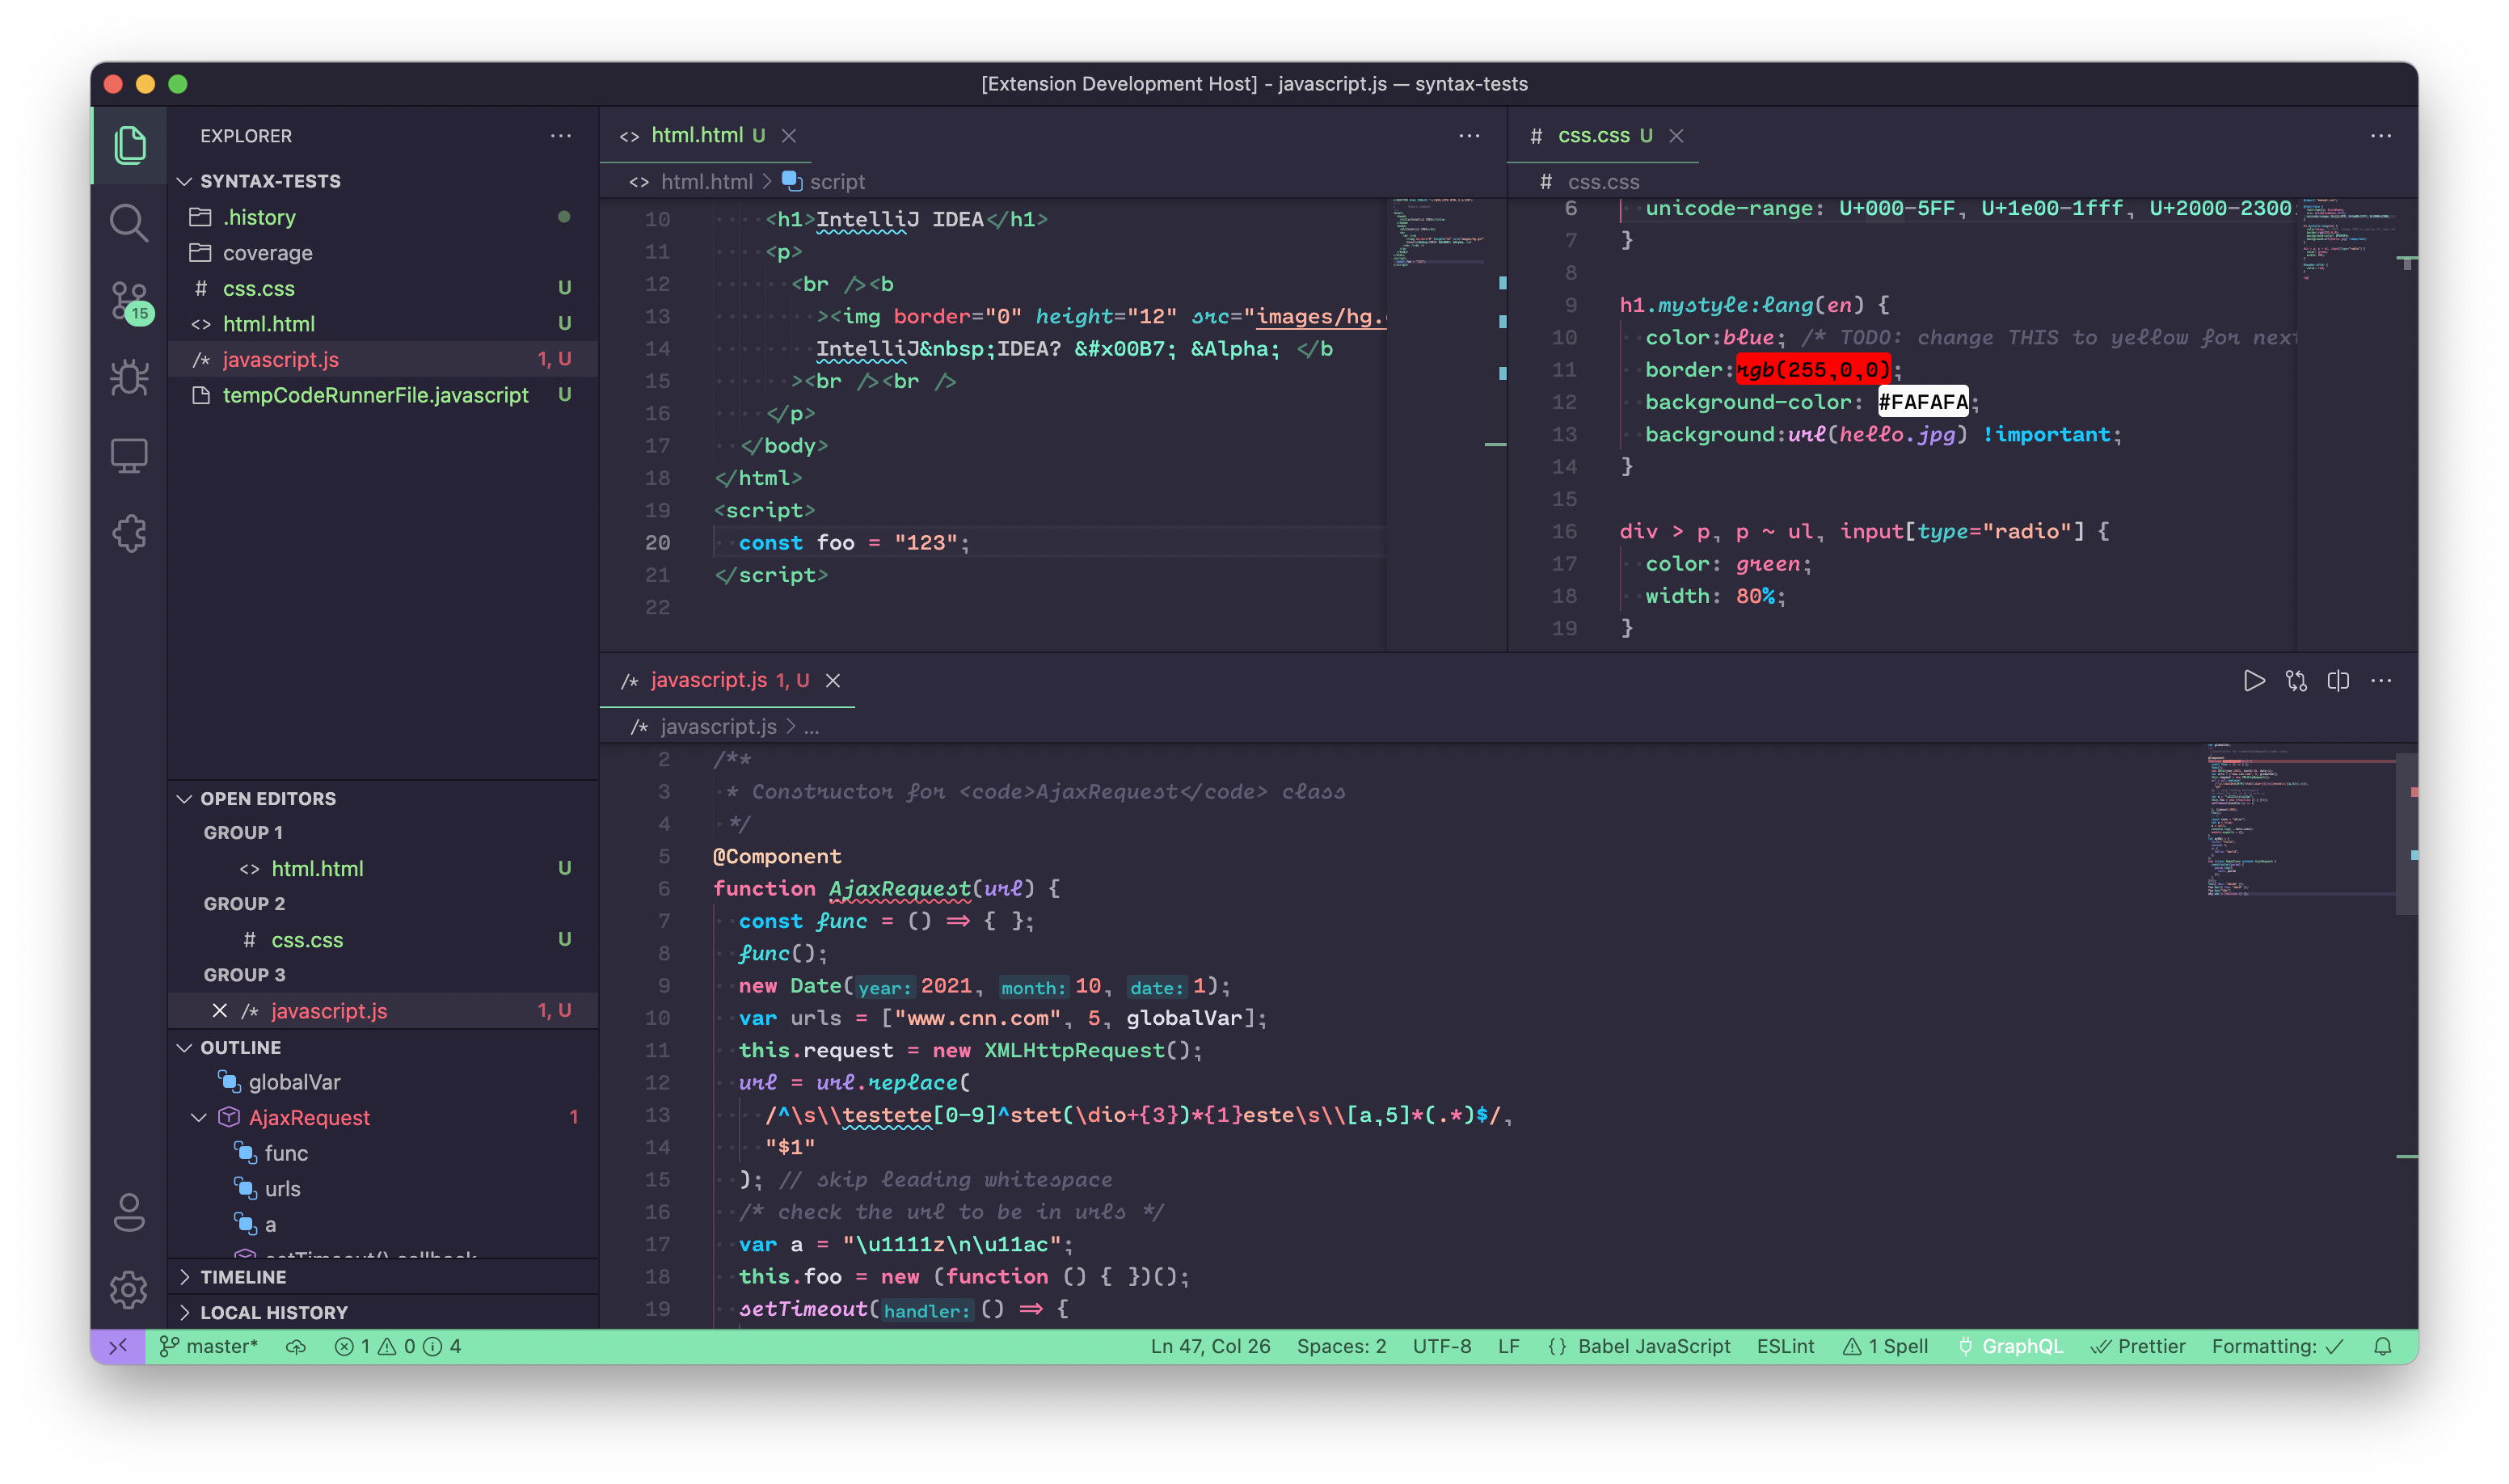 [Extension Development Host] - javascript.js — syntax-tests
EXPLORER
SYNTAX-TESTS
.history
coverage
# css.css U
<> html.html U
/* javascript.js 1, U
tempCodeRunnerFile.javascript U
15
OPEN EDITORS
GROUP 1
<> html.html U
GROUP 2
# css.css U
GROUP 3
/* javascript.js 1, U
OUTLINE
globalVar
AjaxRequest 1
func
urls
a
setTimeout() callback
TIMELINE
LOCAL HISTORY
<> html.html U
<> html.html > script
10 <h1>IntelliJ IDEA</h1>
11 <p>
12 <br /><b
13 ><img border="0" height="12" src="images/hg.
14 IntelliJ&nbsp;IDEA? &#x00B7; &Alpha; </b
15 ><br /><br />
16 </p>
17 </body>
18 </html>
19 <script>
20 const foo = "123";
21 </script>
22
# css.css U
# css.css
6 unicode-range: U+000-5FF, U+1e00-1fff, U+2000-2300
7 }
8
9 h1.mystyle:lang(en) {
10 color:blue; /* TODO: change THIS to yellow for next
11 border:rgb(255,0,0);
12 background-color: #FAFAFA;
13 background:url(hello.jpg) !important;
14 }
15
16 div > p, p ~ ul, input[type="radio"] {
17 color: green;
18 width: 80%;
19 }
/* javascript.js 1, U
/* javascript.js > ...
2 /**
3 * Constructor for <code>AjaxRequest</code> class
4 */
5 @Component
6 function AjaxRequest(url) {
7 const func = () => { };
8 func();
9 new Date(year: 2021, month: 10, date: 1);
10 var urls = ["www.cnn.com", 5, globalVar];
11 this.request = new XMLHttpRequest();
12 url = url.replace(
13 /^\s\\testete[0-9]^stet(\dio+{3})*{1}este\s\\[a,5]*(.*)$/,
14 "$1"
15 ); // skip leading whitespace
16 /* check the url to be in urls */
17 var a = "\u1111z\n\u11ac";
18 this.foo = new (function () { })();
19 setTimeout(handler: () => {
master* 1 0 4 Ln 47, Col 26 Spaces: 2 UTF-8 LF {} Babel JavaScript ESLint 1 Spell GraphQL Prettier Formatting: ✓